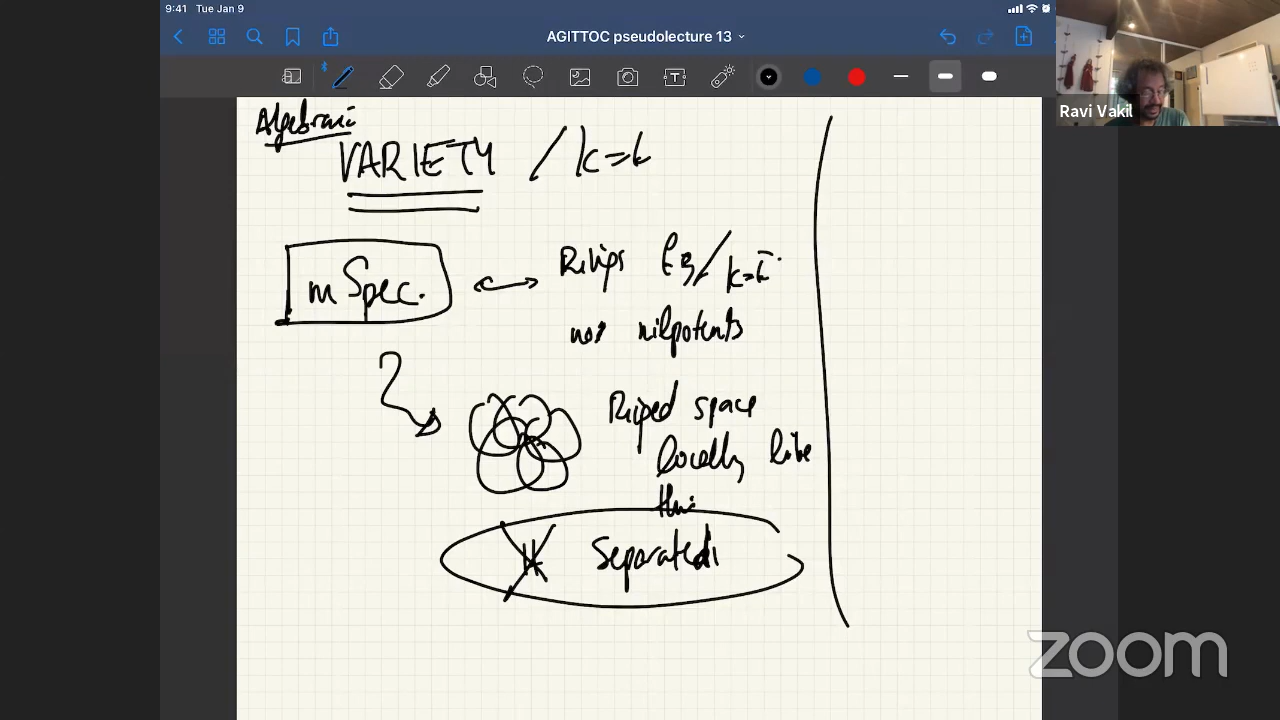 9:41 Tue Jan 9
AGITTOC pseudolecture 13
Ravi Vakil
Algebraic
VARIETY / k=k̄
mSpec. ↔ Rings f.g./k=k̄
no nilpotents
Ringed space
locally like
this
H Separated
zoom